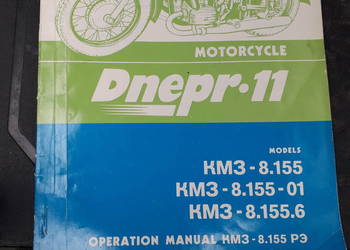 MOTORCYCLE
Dnepr-11
MODELS
КМЗ-8.155
КМЗ-8.155-01
КМЗ-8.155.6
OPERATION MANUAL КМЗ-8.155 РЭ